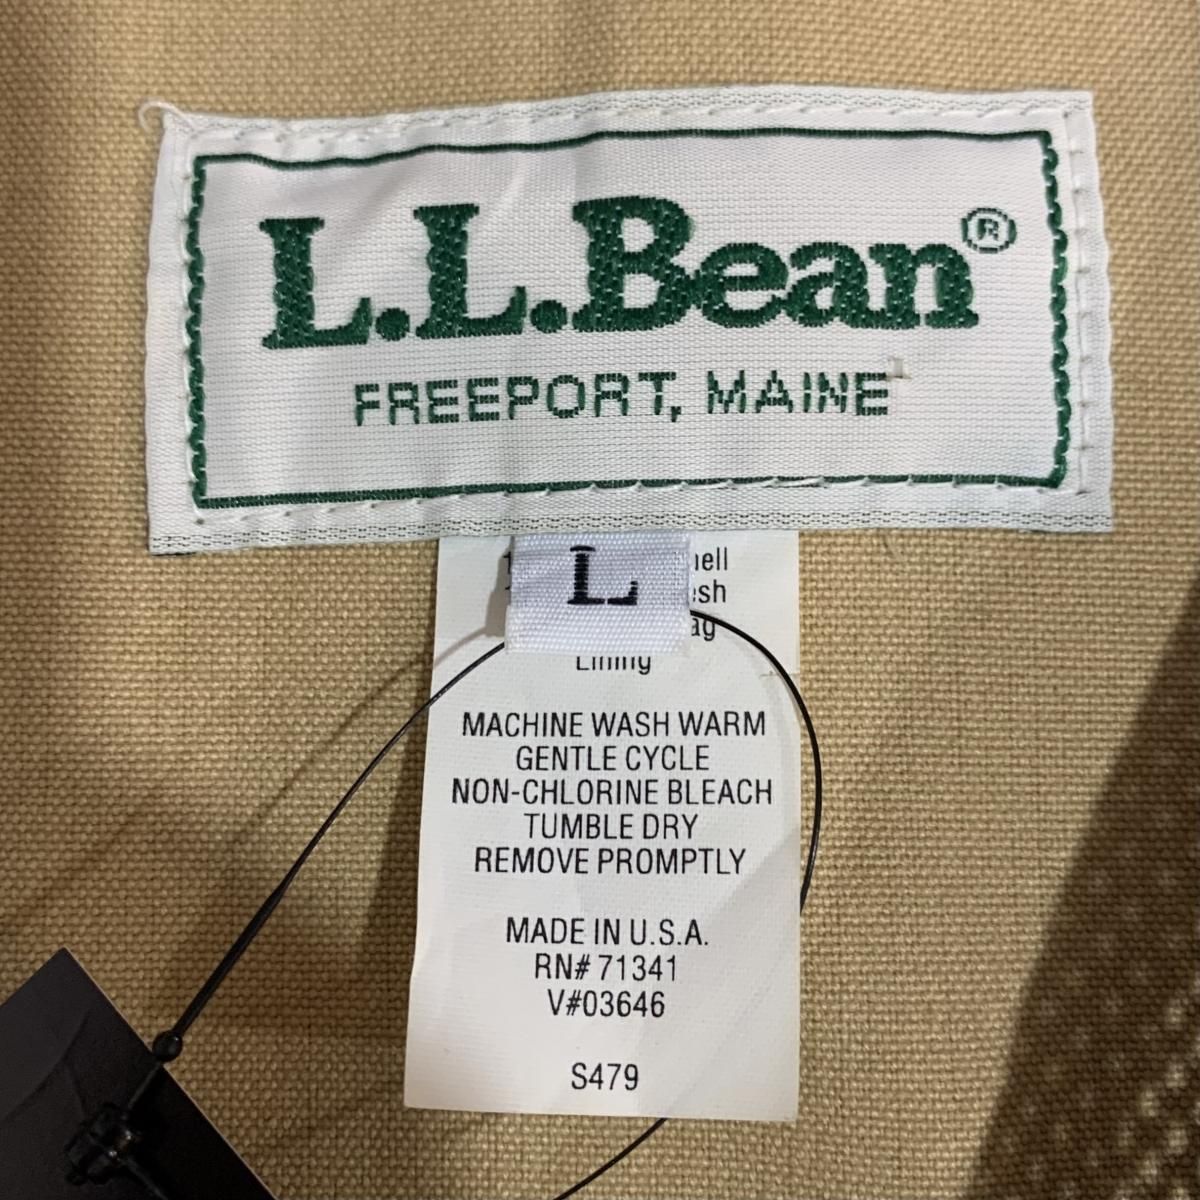 L.L.Bean®
FREEPORT, MAINE
L
MACHINE WASH WARM
GENTLE CYCLE
NON-CHLORINE BLEACH
TUMBLE DRY
REMOVE PROMPTLY
MADE IN U.S.A.
RN# 71341
V#03646
S479